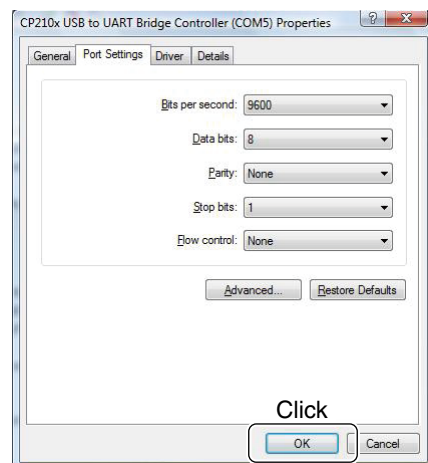 CP210x USB to UART Bridge Controller (COM5) Properties
General Port Settings Driver Details
Bits per second: 9600
Data bits: 8
Parity: None
Stop bits: 1
Flow control: None
Advanced... Restore Defaults
Click
OK Cancel